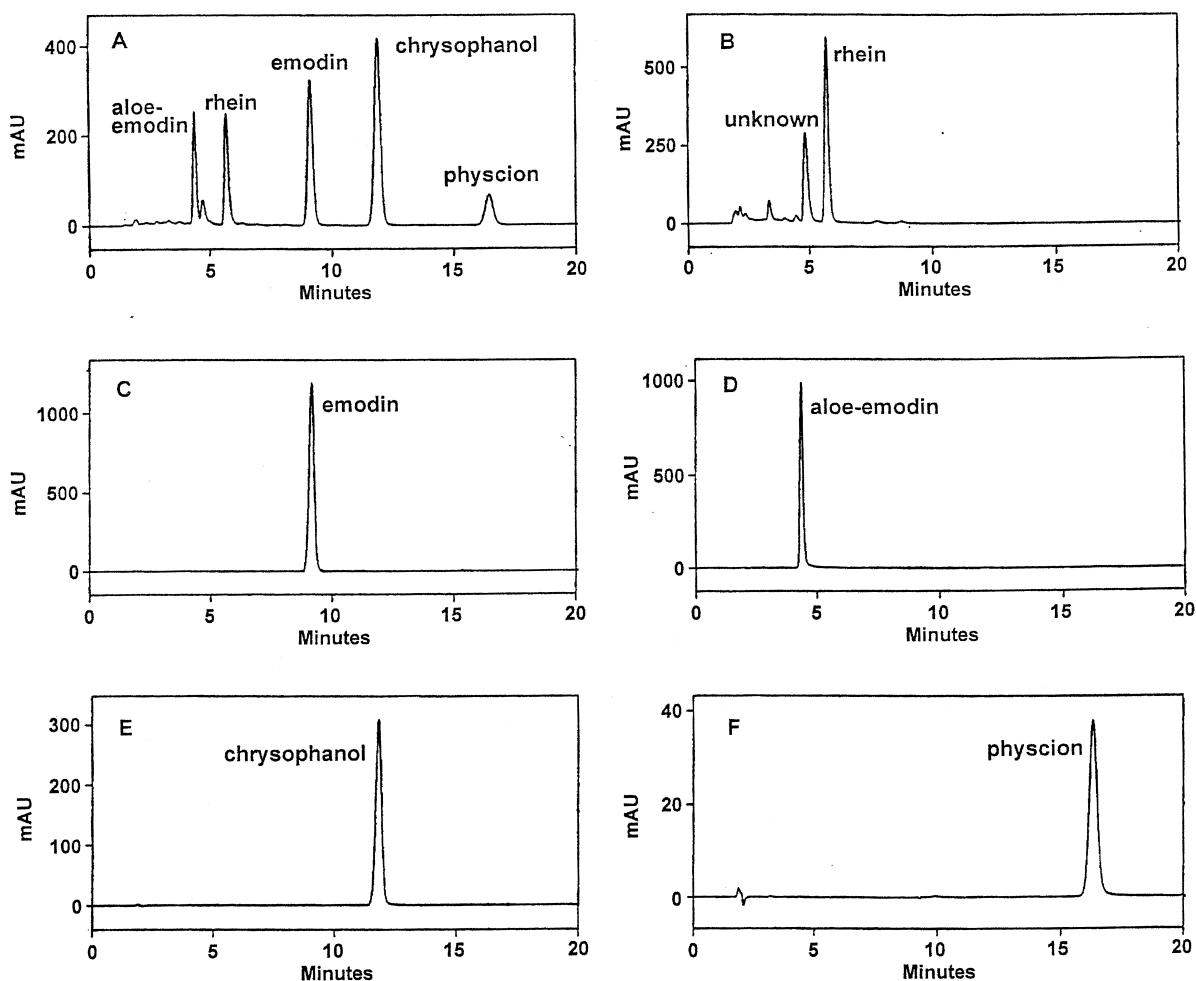 A
400
200
0
mAU
aloe-
emodin
rhein
emodin
chrysophanol
physcion
0 5 10 15 20
Minutes
B
500
250
0
mAU
unknown
rhein
0 5 10 15 20
Minutes
C
1000
500
0
mAU
emodin
0 5 10 15 20
Minutes
D
1000
500
0
mAU
aloe-emodin
0 5 10 15 20
Minutes
E
300
200
100
0
mAU
chrysophanol
0 5 10 15 20
Minutes
F
40
20
0
mAU
physcion
0 5 10 15 20
Minutes